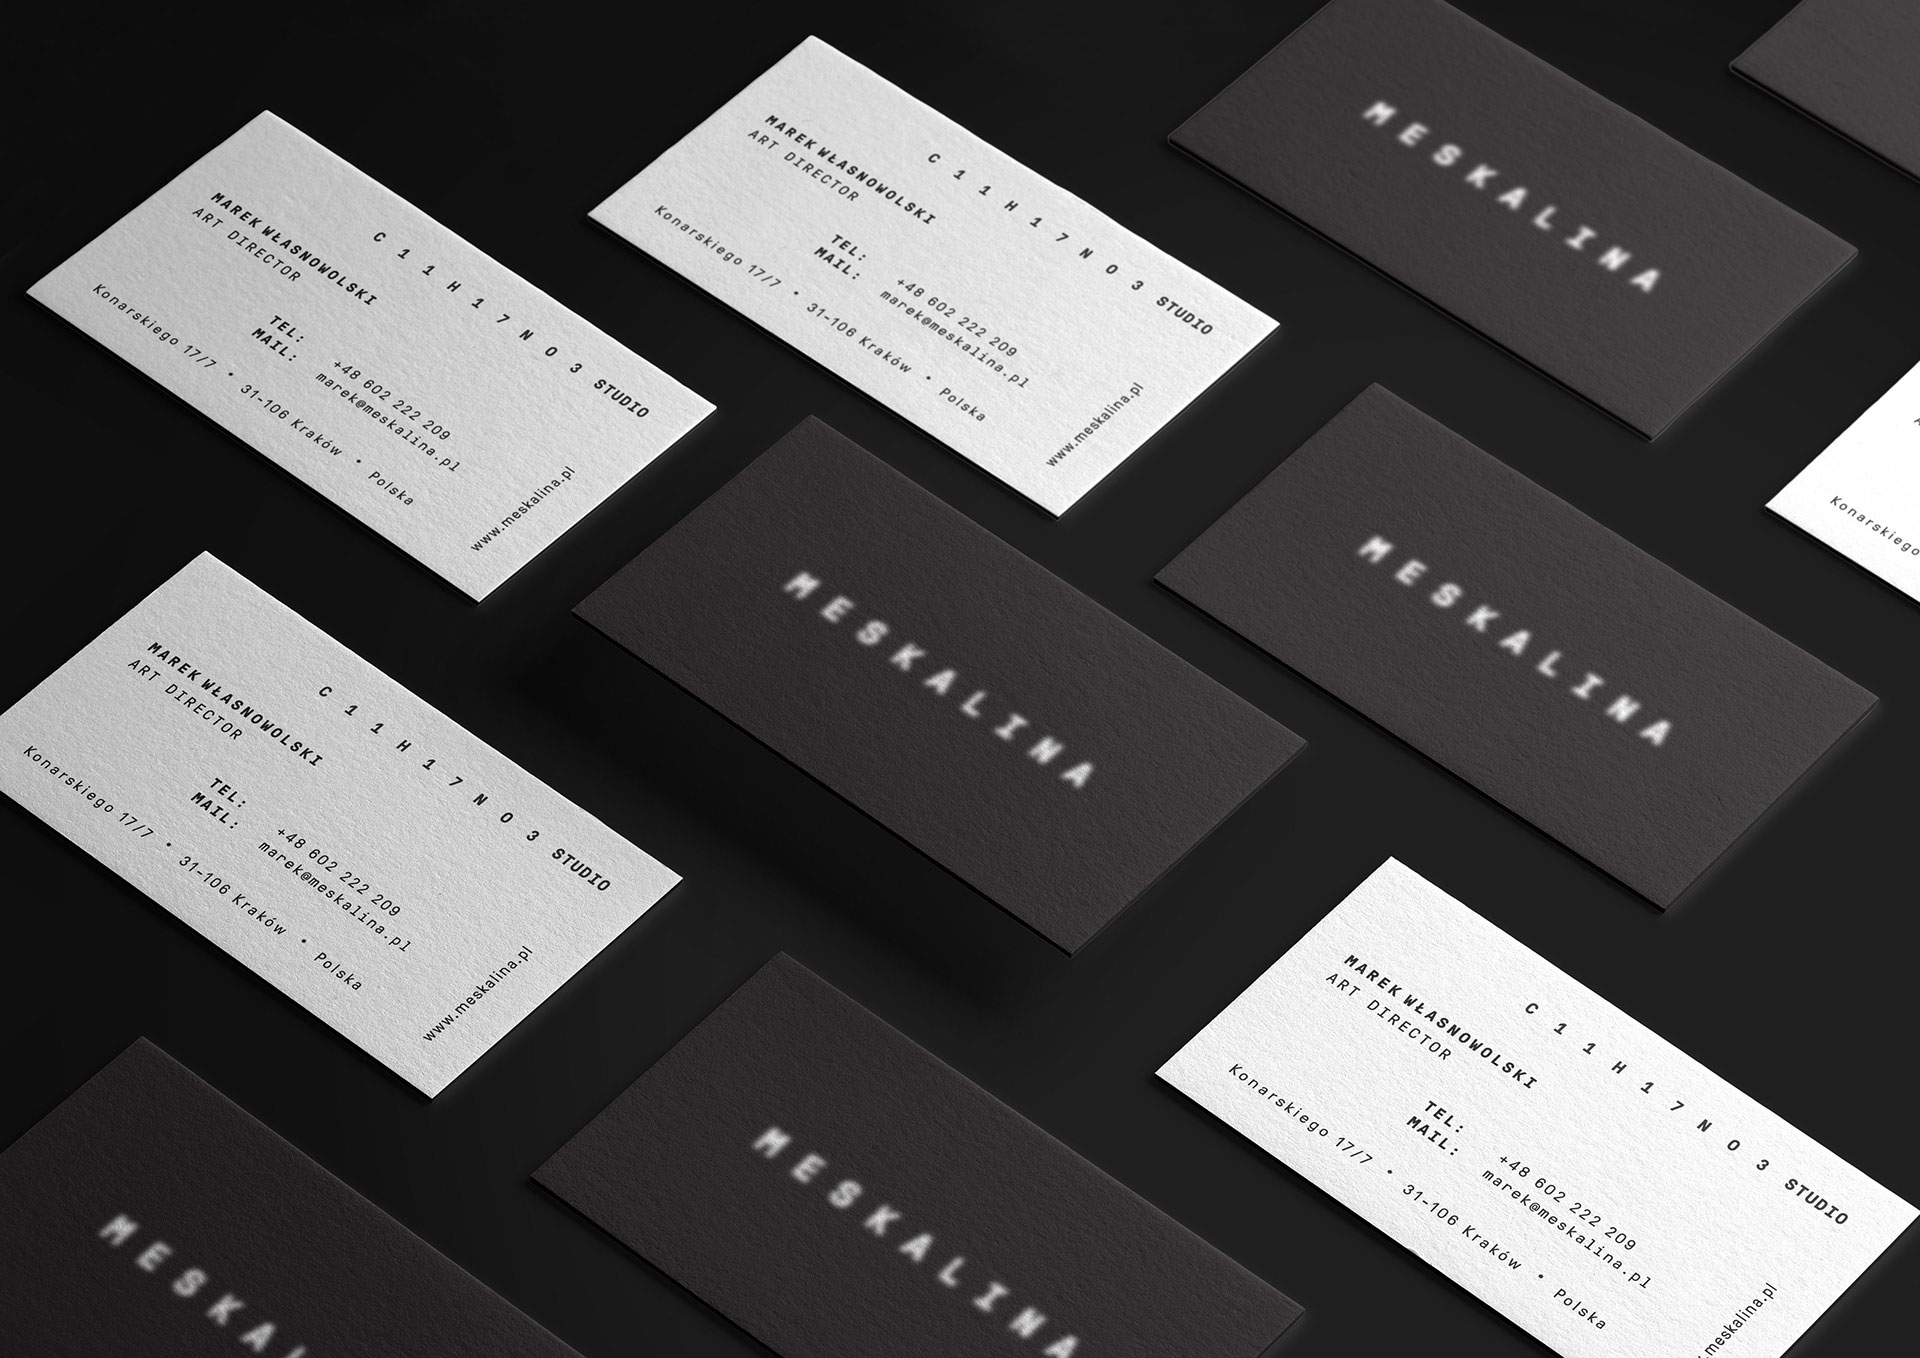 MAREK WŁASNOWOLSKI
ART DIRECTOR
C 1 1 H 1 7 N O 3 STUDIO
TEL: +48 602 222 209
MAIL: marek@meskalina.pl
Konarskiego 17/7 • 31-106 Kraków • Polska
www.meskalina.pl
MAREK WŁASNOWOLSKI
ART DIRECTOR
C 1 1 H 1 7 N O 3 STUDIO
TEL: +48 602 222 209
MAIL: marek@meskalina.pl
Konarskiego 17/7 • 31-106 Kraków • Polska
www.meskalina.pl
MESKALINA
MAREK WŁASNOWOLSKI
ART DIRECTOR
C 1 1 H 1 7 N O 3 STUDIO
TEL: +48 602 222 209
MAIL: marek@meskalina.pl
Konarskiego 17/7 • 31-106 Kraków • Polska
www.meskalina.pl
MESKALINA
MESKALINA
Konarskiego
MESKAL
MESKALINA
MAREK WŁASNOWOLSKI
ART DIRECTOR
C 1 1 H 1 7 N O 3 STUDIO
TEL: +48 602 222 209
MAIL: marek@meskalina.pl
Konarskiego 17/7 • 31-106 Kraków • Polska
meskalina.pl